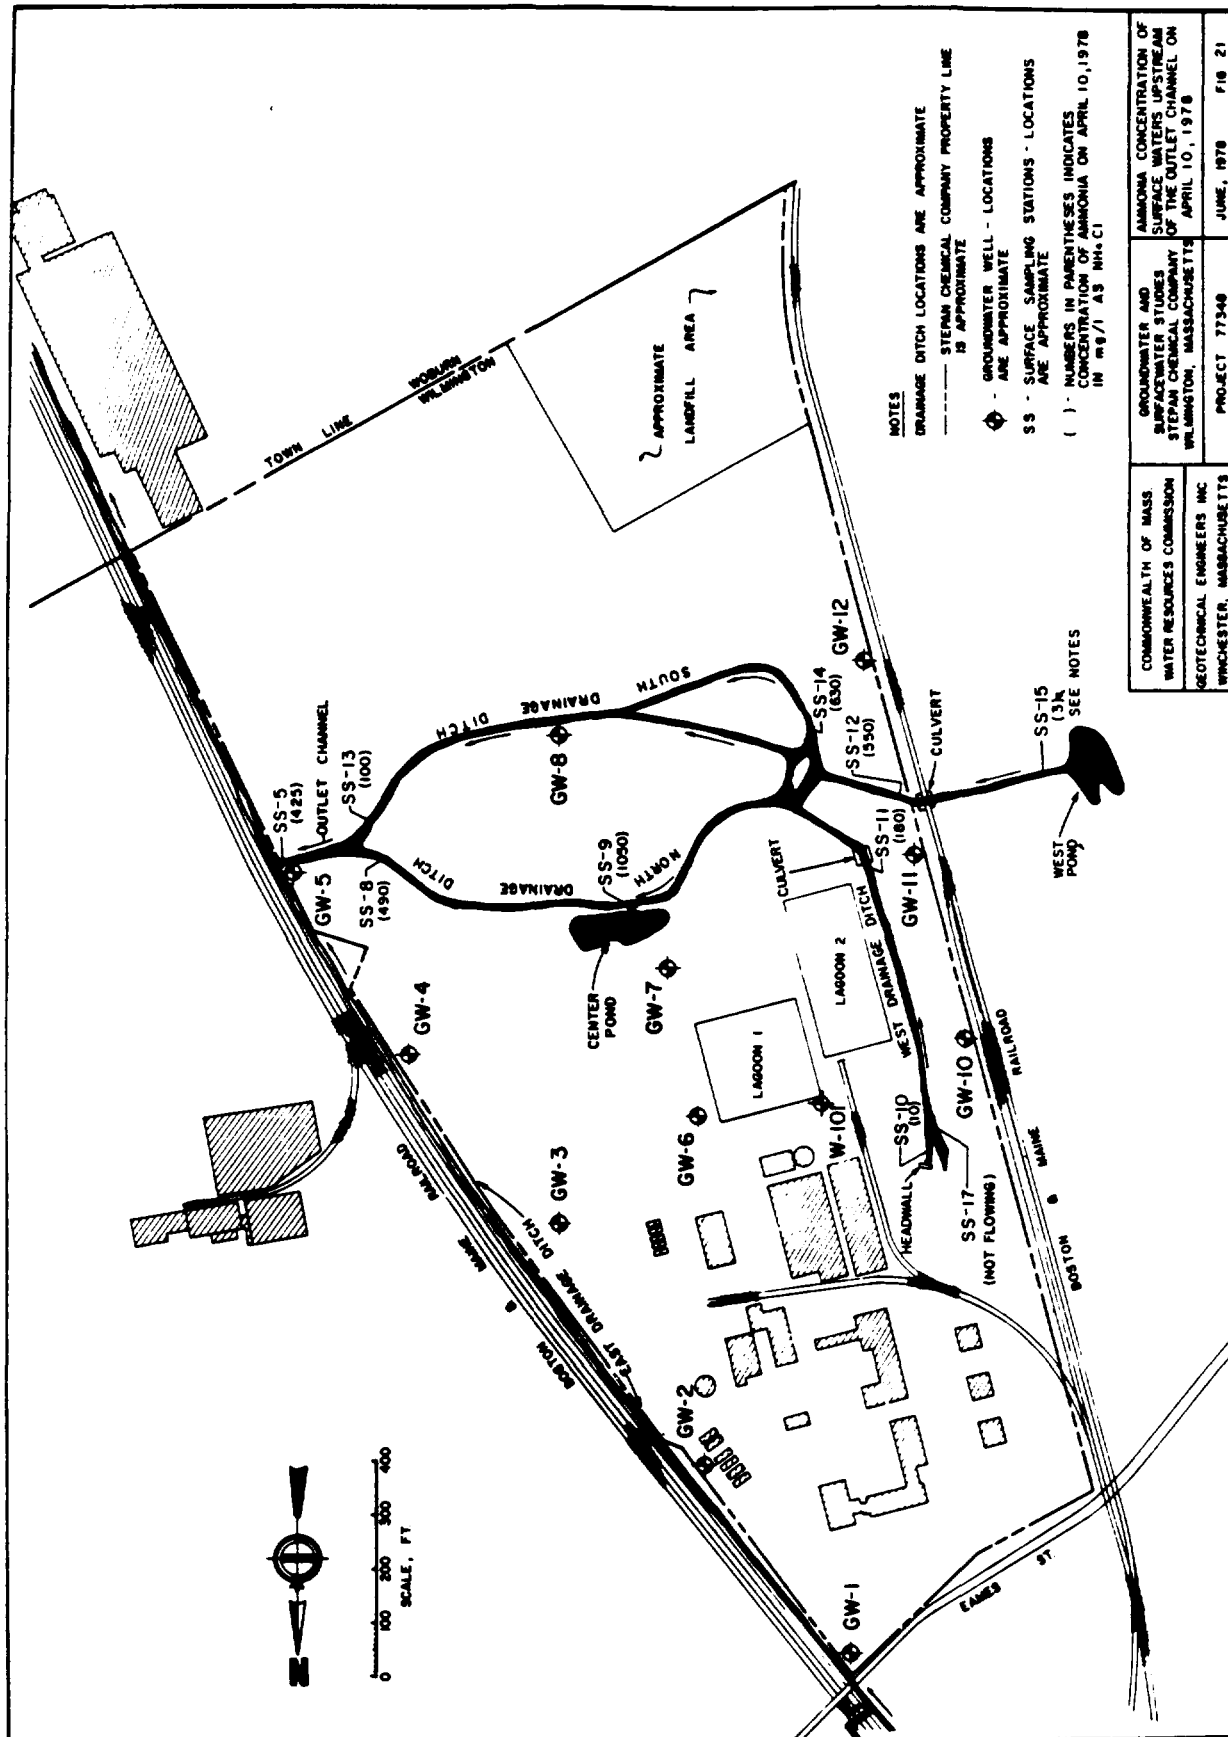 TOWN LINE
WOBURN
WILMINGTON
APPROXIMATE
LANDFILL AREA
NOTES
DRAINAGE DITCH LOCATIONS ARE APPROXIMATE
STEPAN CHEMICAL COMPANY PROPERTY LINE
IS APPROXIMATE
- GROUNDWATER WELL - LOCATIONS
ARE APPROXIMATE
SS - SURFACE SAMPLING STATIONS - LOCATIONS
ARE APPROXIMATE
( ) - NUMBERS IN PARENTHESES INDICATES
CONCENTRATION OF AMMONIA ON APRIL 10, 1978
IN mg/l AS NH4Cl
OUTLET CHANNEL
SS-5
(425)
SS-13
(100)
GW-5
SS-8
(490)
DITCH
DRAINAGE
SOUTH
GW-8
DITCH
DRAINAGE
NORTH
SS-9
(1050)
CENTER
POND
GW-7
GW-4
GW-12
SS-14
(630)
SS-12
(550)
CULVERT
SS-11
(180)
GW-11
CULVERT
SS-15
(3)
SEE NOTES
WEST
POND
LAGOON 1
LAGOON 2
WEST DRAINAGE DITCH
GW-6
W-101
SS-10
(10)
GW-10
HEADWALL
SS-17
(NOT FLOWING)
GW-3
EAST DRAINAGE DITCH
BOSTON & MAINE RAILROAD
BOSTON & MAINE RAILROAD
GW-2
GW-1
EAMES ST.
N
0 100 200 300 400
SCALE, FT
COMMONWEALTH OF MASS.
WATER RESOURCES COMMISSION
GEOTECHNICAL ENGINEERS INC
WINCHESTER, MASSACHUSETTS
GROUNDWATER AND
SURFACEWATER STUDIES
STEPAN CHEMICAL COMPANY
WILMINGTON, MASSACHUSETTS
PROJECT 77346
AMMONIA CONCENTRATION OF
SURFACE WATERS UPSTREAM
OF THE OUTLET CHANNEL ON
APRIL 10, 1978
JUNE, 1978 FIG 21